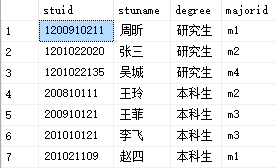 stuid stuname degree majorid
1 1200910211 周昕 研究生 m1
2 1201022020 张三 研究生 m2
3 1201022135 吴城 研究生 m4
4 200810111 王玲 本科生 m2
5 200910121 王菲 本科生 m3
6 201010121 李飞 本科生 m3
7 201021109 赵四 本科生 m1